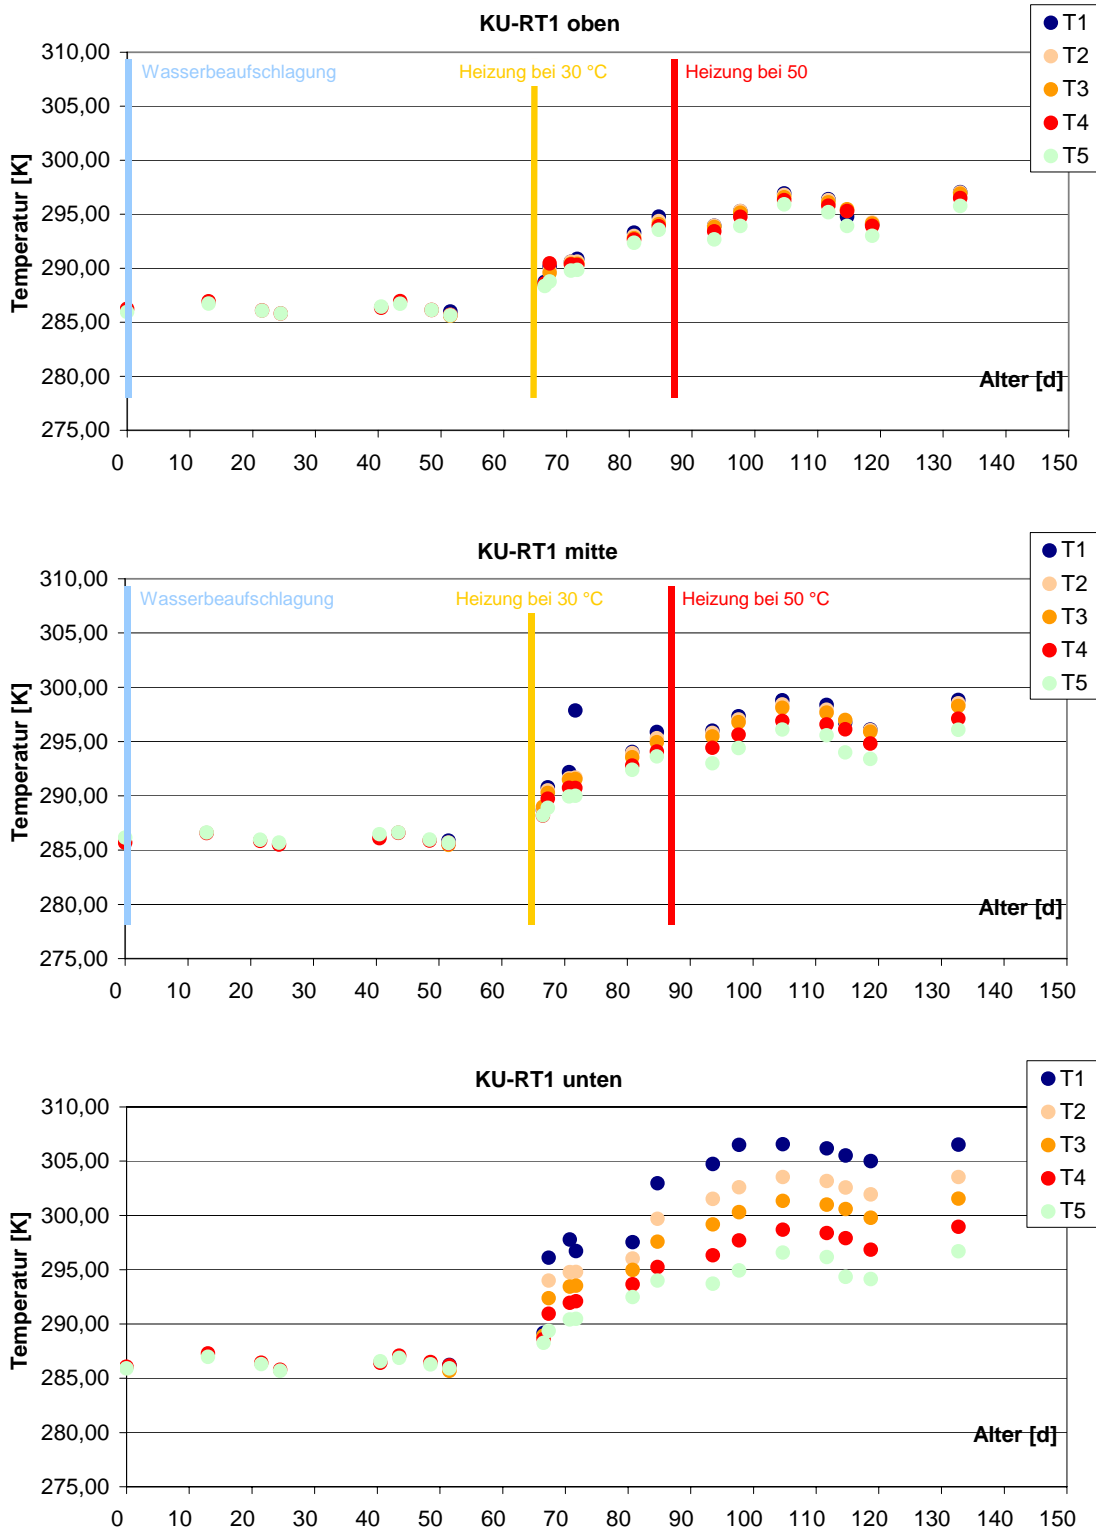 KU-RT1 oben
T1
T2
T3
T4
T5
Wasserbeaufschlagung
Heizung bei 30 °C
Heizung bei 50
Temperatur [K]
310,00
305,00
300,00
295,00
290,00
285,00
280,00
275,00
Alter [d]
0 10 20 30 40 50 60 70 80 90 100 110 120 130 140 150
KU-RT1 mitte
T1
T2
T3
T4
T5
Wasserbeaufschlagung
Heizung bei 30 °C
Heizung bei 50 °C
Temperatur [K]
310,00
305,00
300,00
295,00
290,00
285,00
280,00
275,00
Alter [d]
0 10 20 30 40 50 60 70 80 90 100 110 120 130 140 150
KU-RT1 unten
T1
T2
T3
T4
T5
Temperatur [K]
310,00
305,00
300,00
295,00
290,00
285,00
280,00
275,00
Alter [d]
0 10 20 30 40 50 60 70 80 90 100 110 120 130 140 150